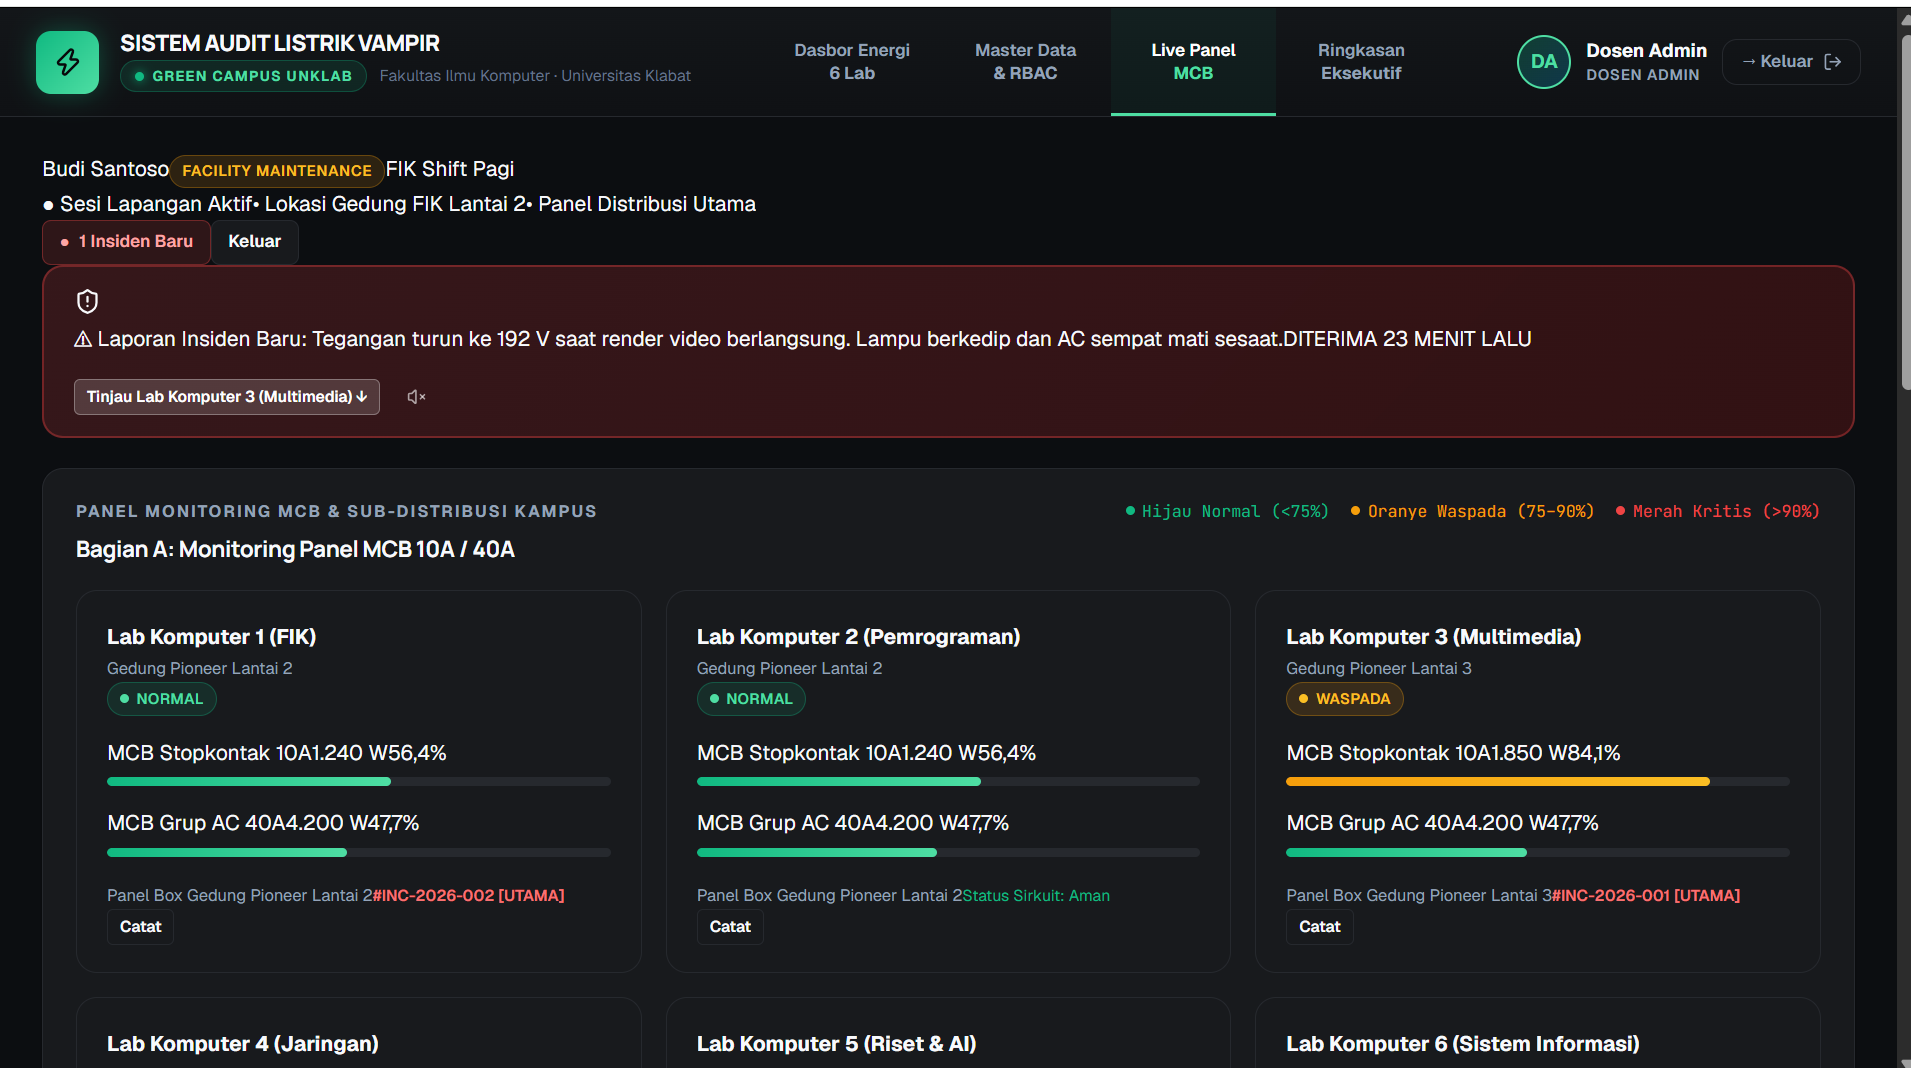 SISTEM AUDIT LISTRIK VAMPIR
GREEN CAMPUS UNKLAB
Fakultas Ilmu Komputer · Universitas Klabat
Dasbor Energi
6 Lab
Master Data
& RBAC
Live Panel
MCB
Ringkasan
Eksekutif
DA
Dosen Admin
DOSEN ADMIN
→ Keluar
Budi Santoso FACILITY MAINTENANCE FIK Shift Pagi
● Sesi Lapangan Aktif• Lokasi Gedung FIK Lantai 2• Panel Distribusi Utama
● 1 Insiden Baru
Keluar
⚠ Laporan Insiden Baru: Tegangan turun ke 192 V saat render video berlangsung. Lampu berkedip dan AC sempat mati sesaat.DITERIMA 23 MENIT LALU
Tinjau Lab Komputer 3 (Multimedia) ↓
PANEL MONITORING MCB & SUB-DISTRIBUSI KAMPUS
Hijau Normal (<75%)
Oranye Waspada (75–90%)
Merah Kritis (>90%)
Bagian A: Monitoring Panel MCB 10A / 40A
Lab Komputer 1 (FIK)
Gedung Pioneer Lantai 2
NORMAL
MCB Stopkontak 10A1.240 W56,4%
MCB Grup AC 40A4.200 W47,7%
Panel Box Gedung Pioneer Lantai 2#INC-2026-002 [UTAMA]
Catat
Lab Komputer 2 (Pemrograman)
Gedung Pioneer Lantai 2
NORMAL
MCB Stopkontak 10A1.240 W56,4%
MCB Grup AC 40A4.200 W47,7%
Panel Box Gedung Pioneer Lantai 2Status Sirkuit: Aman
Catat
Lab Komputer 3 (Multimedia)
Gedung Pioneer Lantai 3
WASPADA
MCB Stopkontak 10A1.850 W84,1%
MCB Grup AC 40A4.200 W47,7%
Panel Box Gedung Pioneer Lantai 3#INC-2026-001 [UTAMA]
Catat
Lab Komputer 4 (Jaringan)
Lab Komputer 5 (Riset & AI)
Lab Komputer 6 (Sistem Informasi)